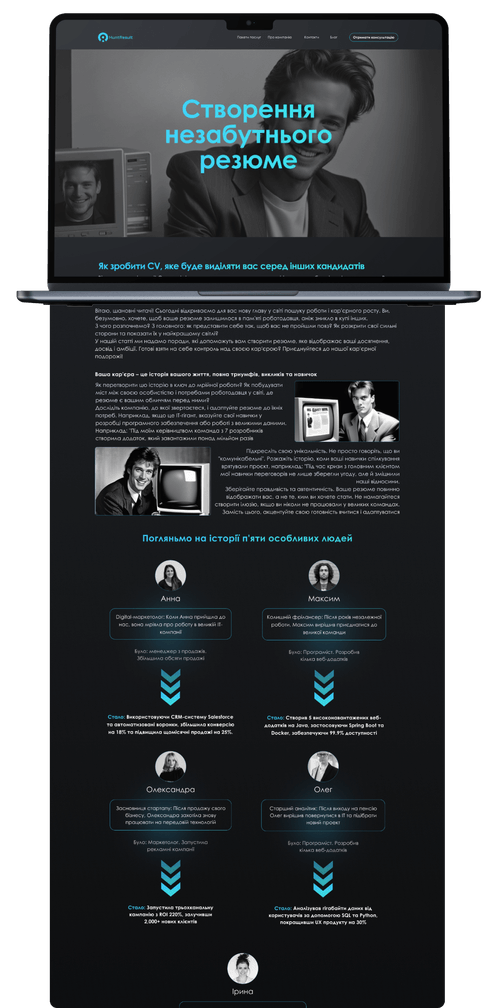 HuntResult
Пакети послуг
Про компанію
Контакти
Блог
Отримати консультацію
Створення
незабутнього
резюме
Як зробити CV, яке буде виділяти вас серед інших кандидатів
Вітаю, шановні читачі! Сьогодні відкриваємо для вас нову главу у світі пошуку роботи і кар'єрного росту. Ви,
безумовно, хочете, щоб ваше резюме залишилося в пам'яті роботодавця, аніж зникло в купі інших.
З чого розпочнемо? З головного: як представити себе так, щоб вас не пройшли повз? Як розкрити свої сильні
сторони та показати їх у найкращому світлі?
У нашій статті ми надамо поради, які допоможуть вам створити резюме, яке відображає ваші досягнення,
досвід і амбіції. Готові взяти на себе контроль над своєю кар'єрою? Приєднуйтеся до нашої кар'єрної
подорожі!
Ваша кар'єра – це історія вашого життя, повна тріумфів, викликів та навичок
Як перетворити цю історію в ключ до мрійної роботи? Як побудувати
міст між своєю особистістю і потребами роботодавця у світі, де
резюме є вашим обличчям перед ними?
Дослідіть компанію, до якої звертаєтеся, і адаптуйте резюме до їхніх
потреб. Наприклад, якщо це ІТ-гігант, вказуйте свої навички у
розробці програмного забезпечення або роботі з великими даними.
Наприклад: "Під моїм керівництвом команда з 7 розробників
створила додаток, який завантажили понад мільйон разів
Підкресліть свою унікальність. Не просто говоріть, що ви
"комунікабельні". Розкажіть історію, коли ваші навички спілкування
врятували проєкт. Наприклад: "Під час кризи з головним клієнтом
мої навички переговорів не лише зберегли угоду, але й зміцнили
наші відносини.
Зберігайте правдивість та автентичність. Ваше резюме повинно
відображати вас, а не те, ким ви хочете стати. Не намагайтеся
створити ілюзію, якщо ви ніколи не працювали у великих командах.
Замість цього, акцентуйте свою готовність вчитися і адаптуватися
Погляньмо на історії п'яти особливих людей
Анна
Digital-маркетолог: Коли Анна прийшла до
нас, вона мріяла про роботу в великій ІТ-
компанії
Було: менеджер з продажів.
Збільшила обсяги продажі
Стало: Використовуючи CRM-систему Salesforce
та автоматизовані воронки, збільшила конверсію
на 18% та підвищила щомісячні продажі на 25%.
Максим
Колишній фрілансер: Після років незалежної
роботи, Максим вирішив приєднатися до
великої команди
Було: Програміст. Розробив
кілька веб-додатків
Стало: Створив 5 високонавантажених веб-
додатків на Java, застосовуючи Spring Boot та
Docker, забезпечуючи 99.9% доступності
Олександра
Засновниця стартапу: Після продажу свого
бізнесу, Олександра захотіла знову
працювати на передовій технологій
Було: Маркетолог. Запустила
рекламні кампанії
Стало: Запустила трьохканальну
кампанію з ROI 220%, залучивши
2,000+ нових клієнтів
Олег
Старший аналітик: Після виходу на пенсію
Олег вирішив повернутися в ІТ та підібрати
новий проект
Було: Програміст. Розробив
кілька веб-додатків
Стало: Аналізував гігабайти даних від
користувачів за допомогою SQL та Python,
покращивши UX продукту на 30%
Ірина